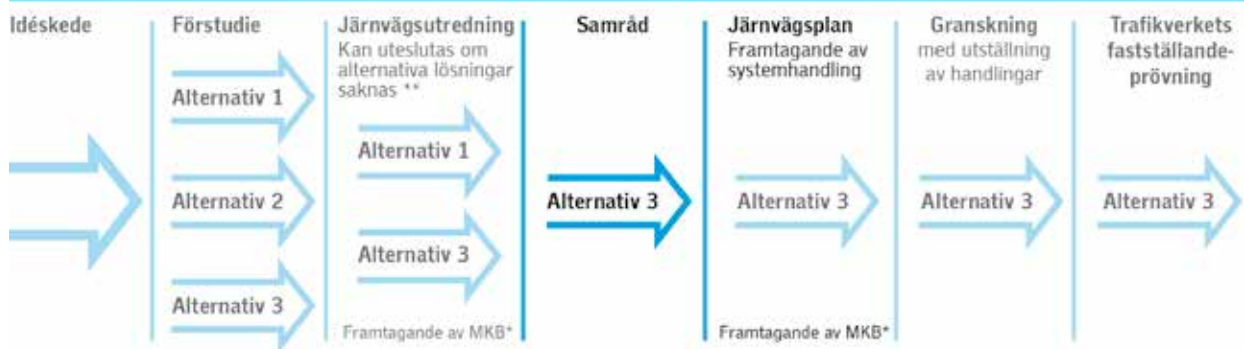 Idéskede
Förstudie
Alternativ 1
Alternativ 2
Alternativ 3
Järnvägsutredning
Kan uteslutas om
alternativa lösningar
saknas **
Alternativ 1
Alternativ 3
Framtagande av MKB*
Samråd
Alternativ 3
Järnvägsplan
Framtagande av
systemhandling
Alternativ 3
Framtagande av MKB*
Granskning
med utställning
av handlingar
Alternativ 3
Trafikverkets
fastställande-
prövning
Alternativ 3